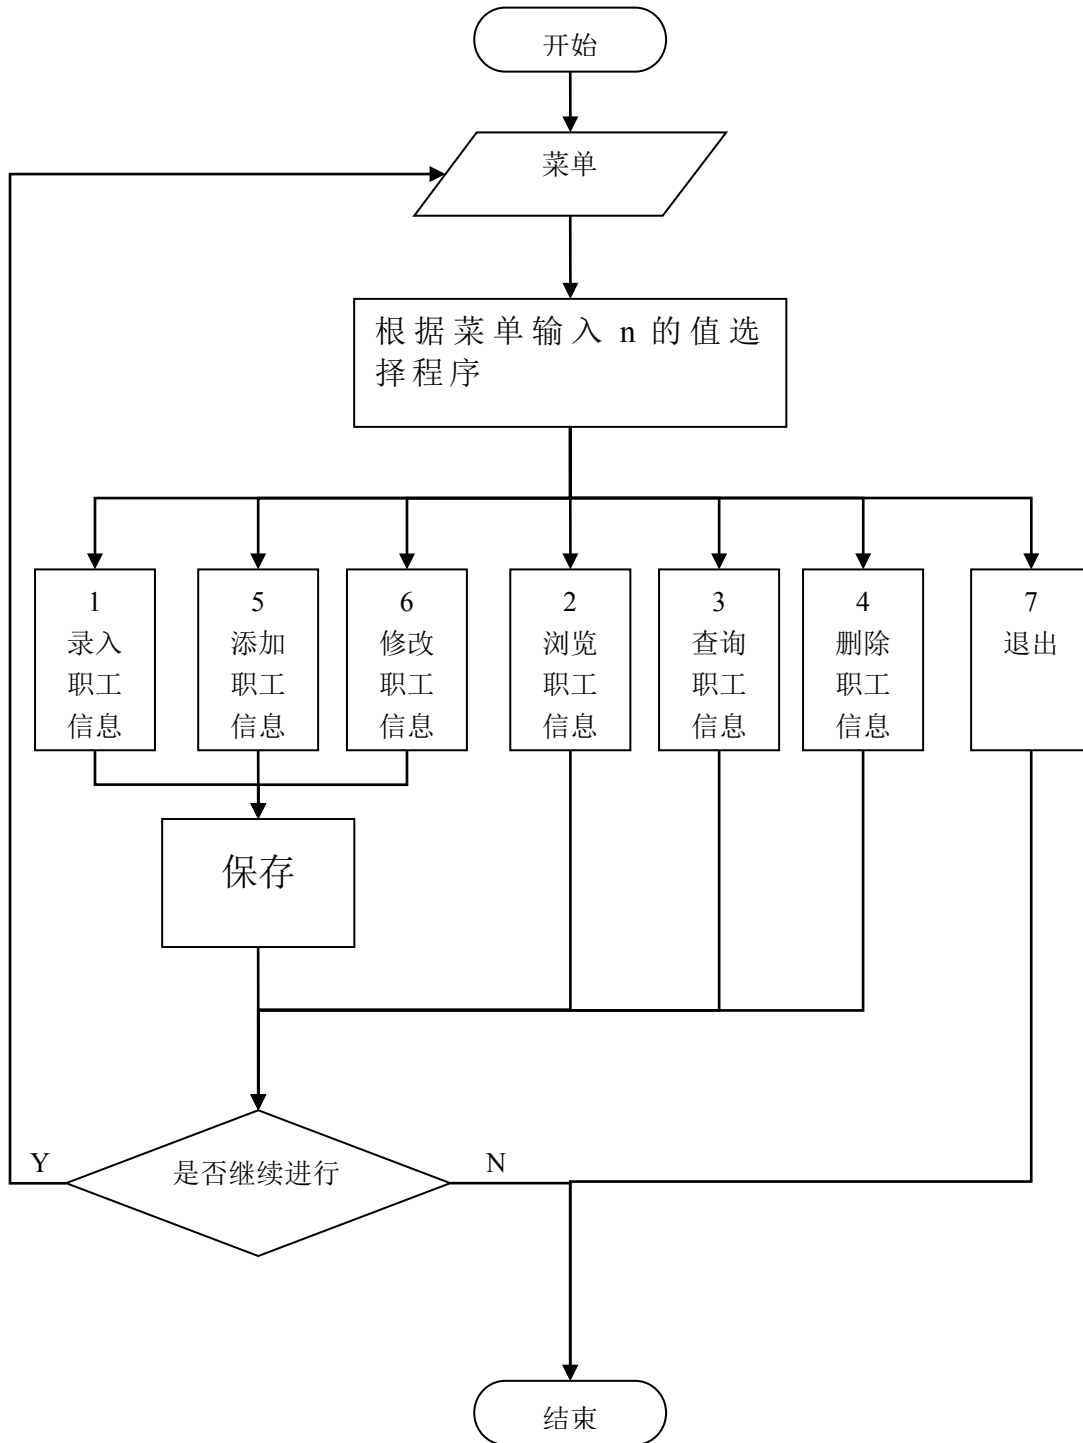 开始
菜单
根据菜单输入 n 的值选
择程序
1
录入
职工
信息
5
添加
职工
信息
6
修改
职工
信息
2
浏览
职工
信息
3
查询
职工
信息
4
删除
职工
信息
7
退出
保存
Y
是否继续进行
N
结束